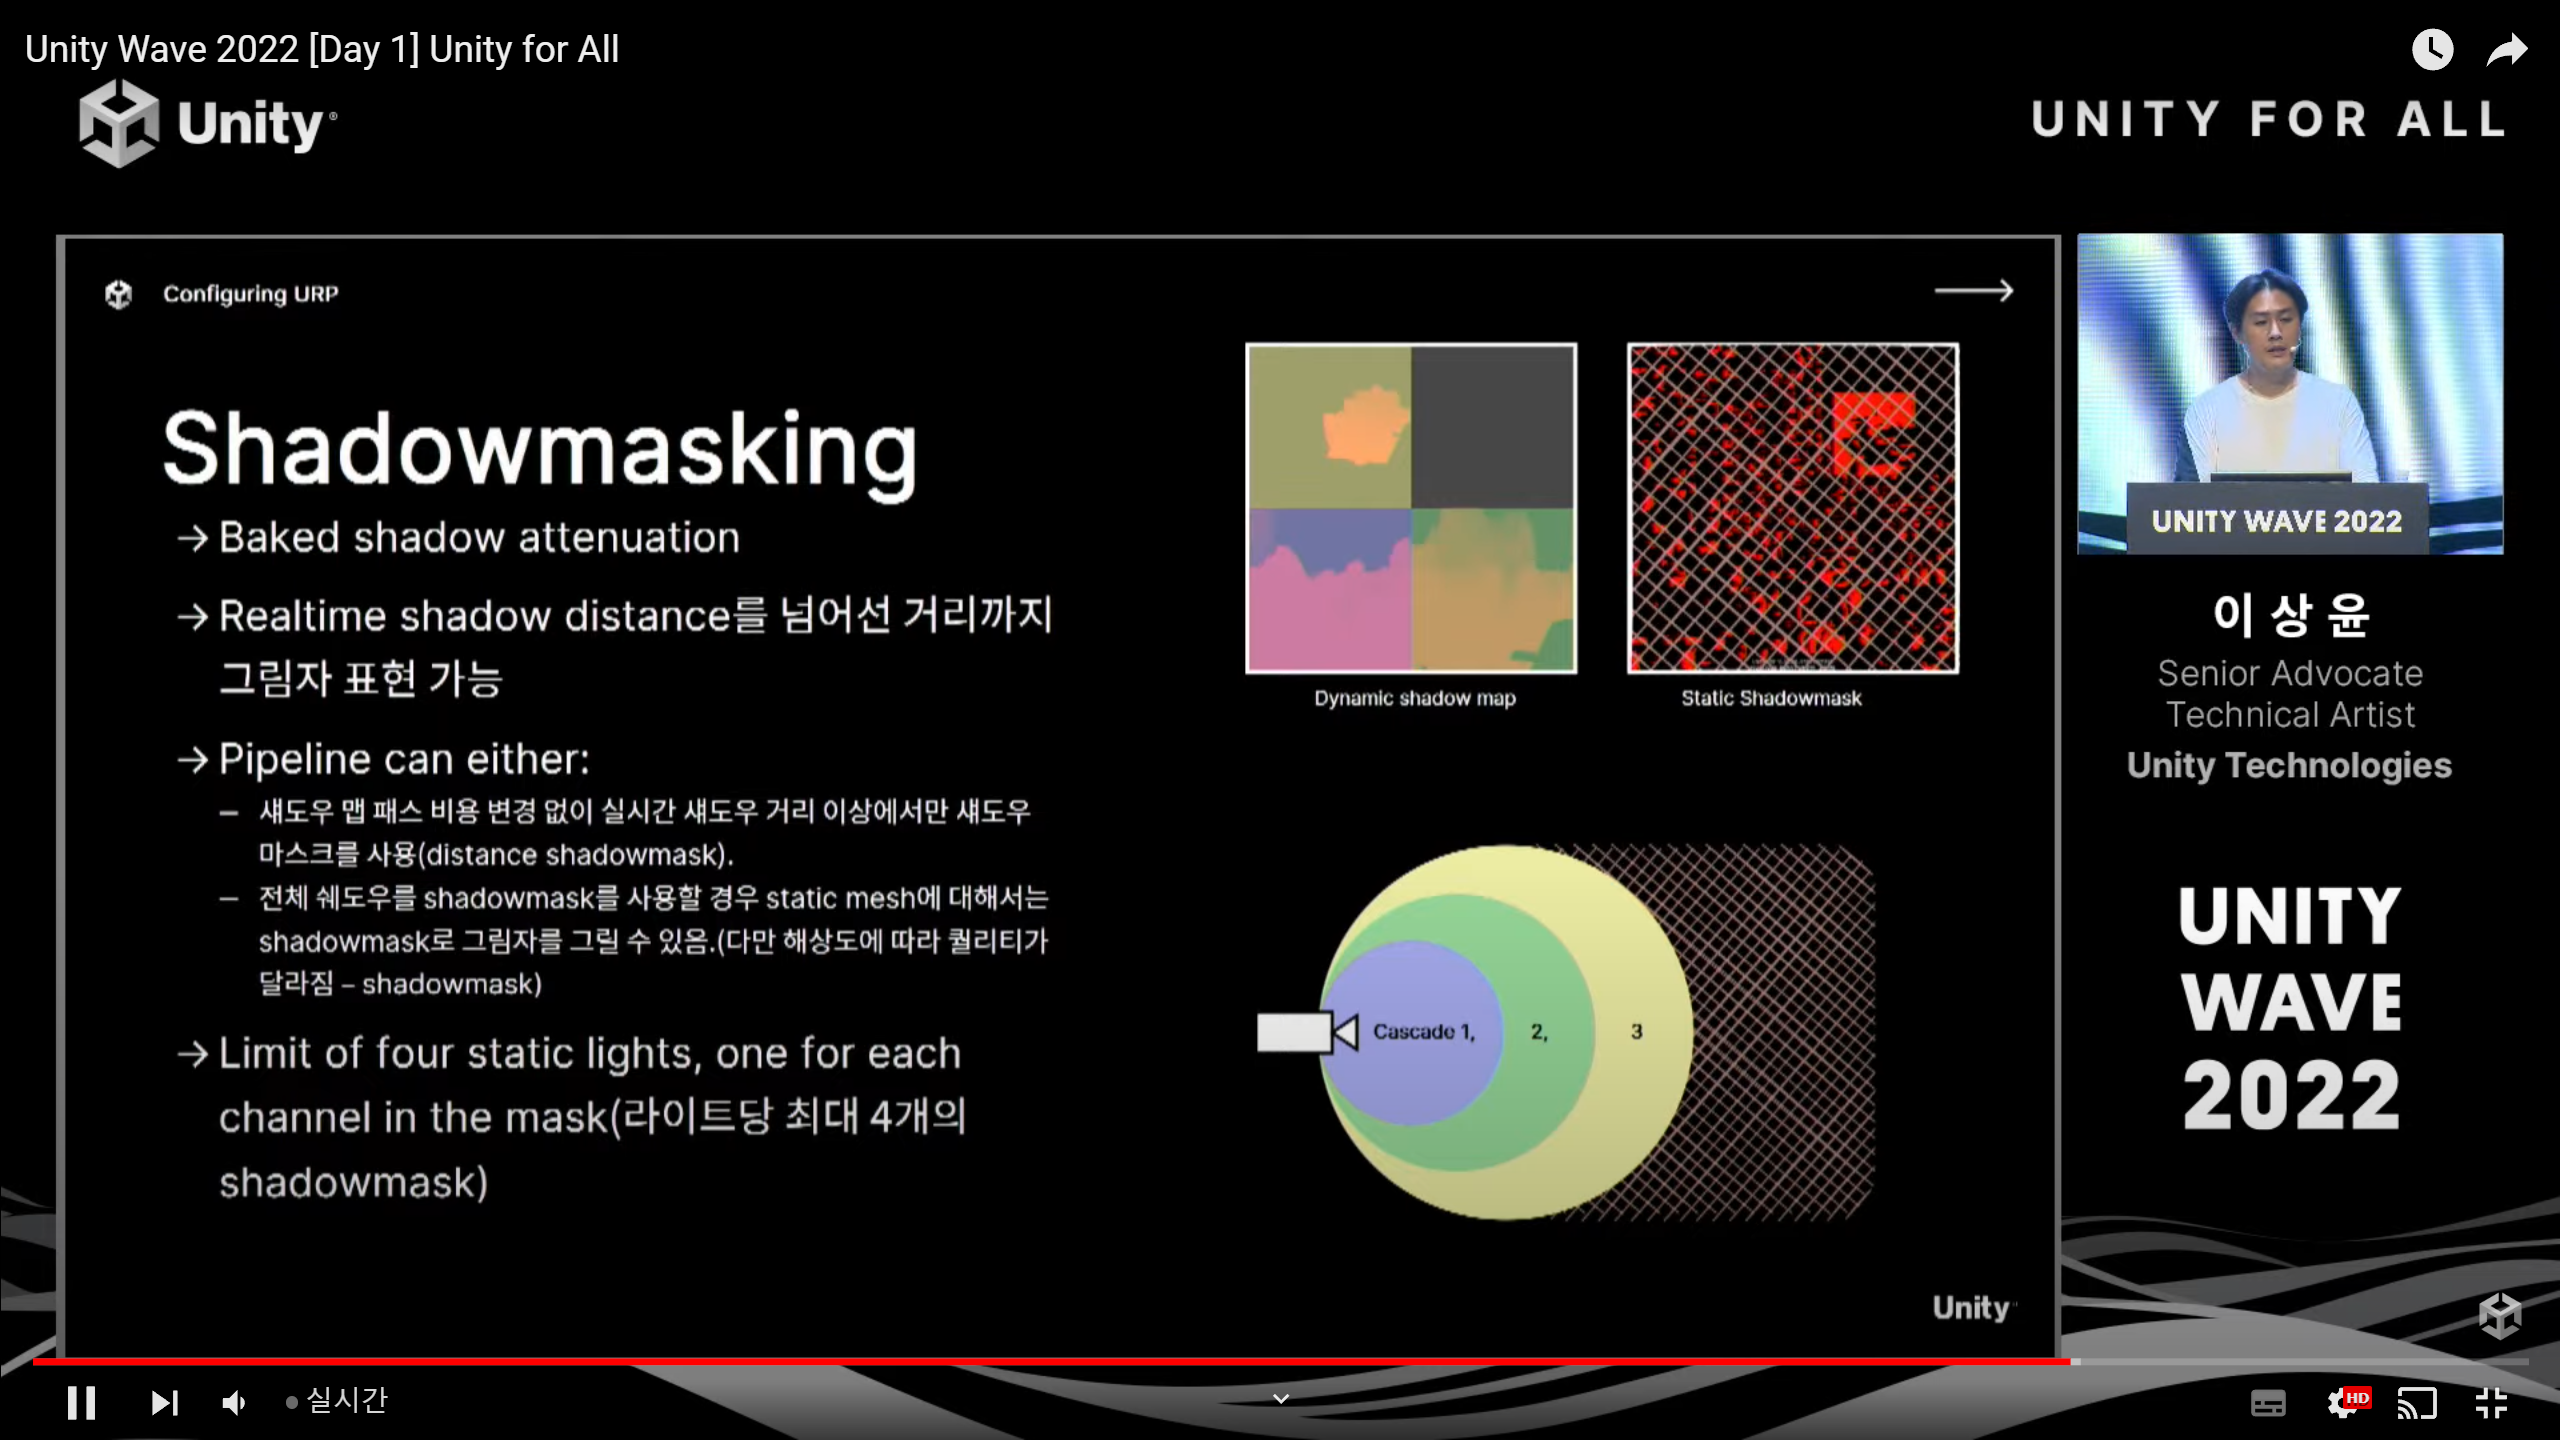 Unity Wave 2022 [Day 1] Unity for All
Unity
UNITY FOR ALL
Configuring URP
Shadowmasking
→ Baked shadow attenuation
→ Realtime shadow distance를 넘어선 거리까지
그림자 표현 가능
→ Pipeline can either:
–섀도우 맵 패스 비용 변경 없이 실시간 섀도우 거리 이상에서만 섀도우
마스크를 사용(distance shadowmask).
– 전체 쉐도우를 shadowmask를 사용할 경우 static mesh에 대해서는
shadowmask로 그림자를 그릴 수 있음.(다만 해상도에 따라 퀄리티가
달라짐 – shadowmask)
→ Limit of four static lights, one for each
channel in the mask(라이트당 최대 4개의
shadowmask)
Dynamic shadow map
Static Shadowmask
Cascade 1, 2, 3
Unity
UNITY WAVE 2022
이상윤
Senior Advocate
Technical Artist
Unity Technologies
UNITY
WAVE
2022
실시간
HD